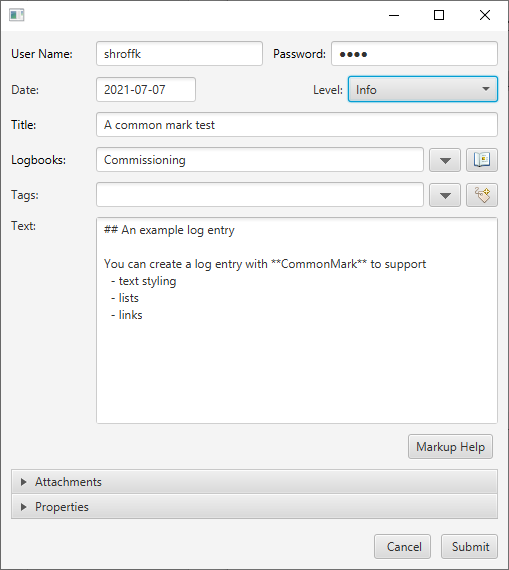 User Name: shroffk Password: ●●●●
Date: 2021-07-07 Level: Info
Title: A common mark test
Logbooks: Commissioning
Tags:
Text: ## An example log entry
You can create a log entry with **CommonMark** to support
- text styling
- lists
- links
Markup Help
Attachments
Properties
Cancel Submit